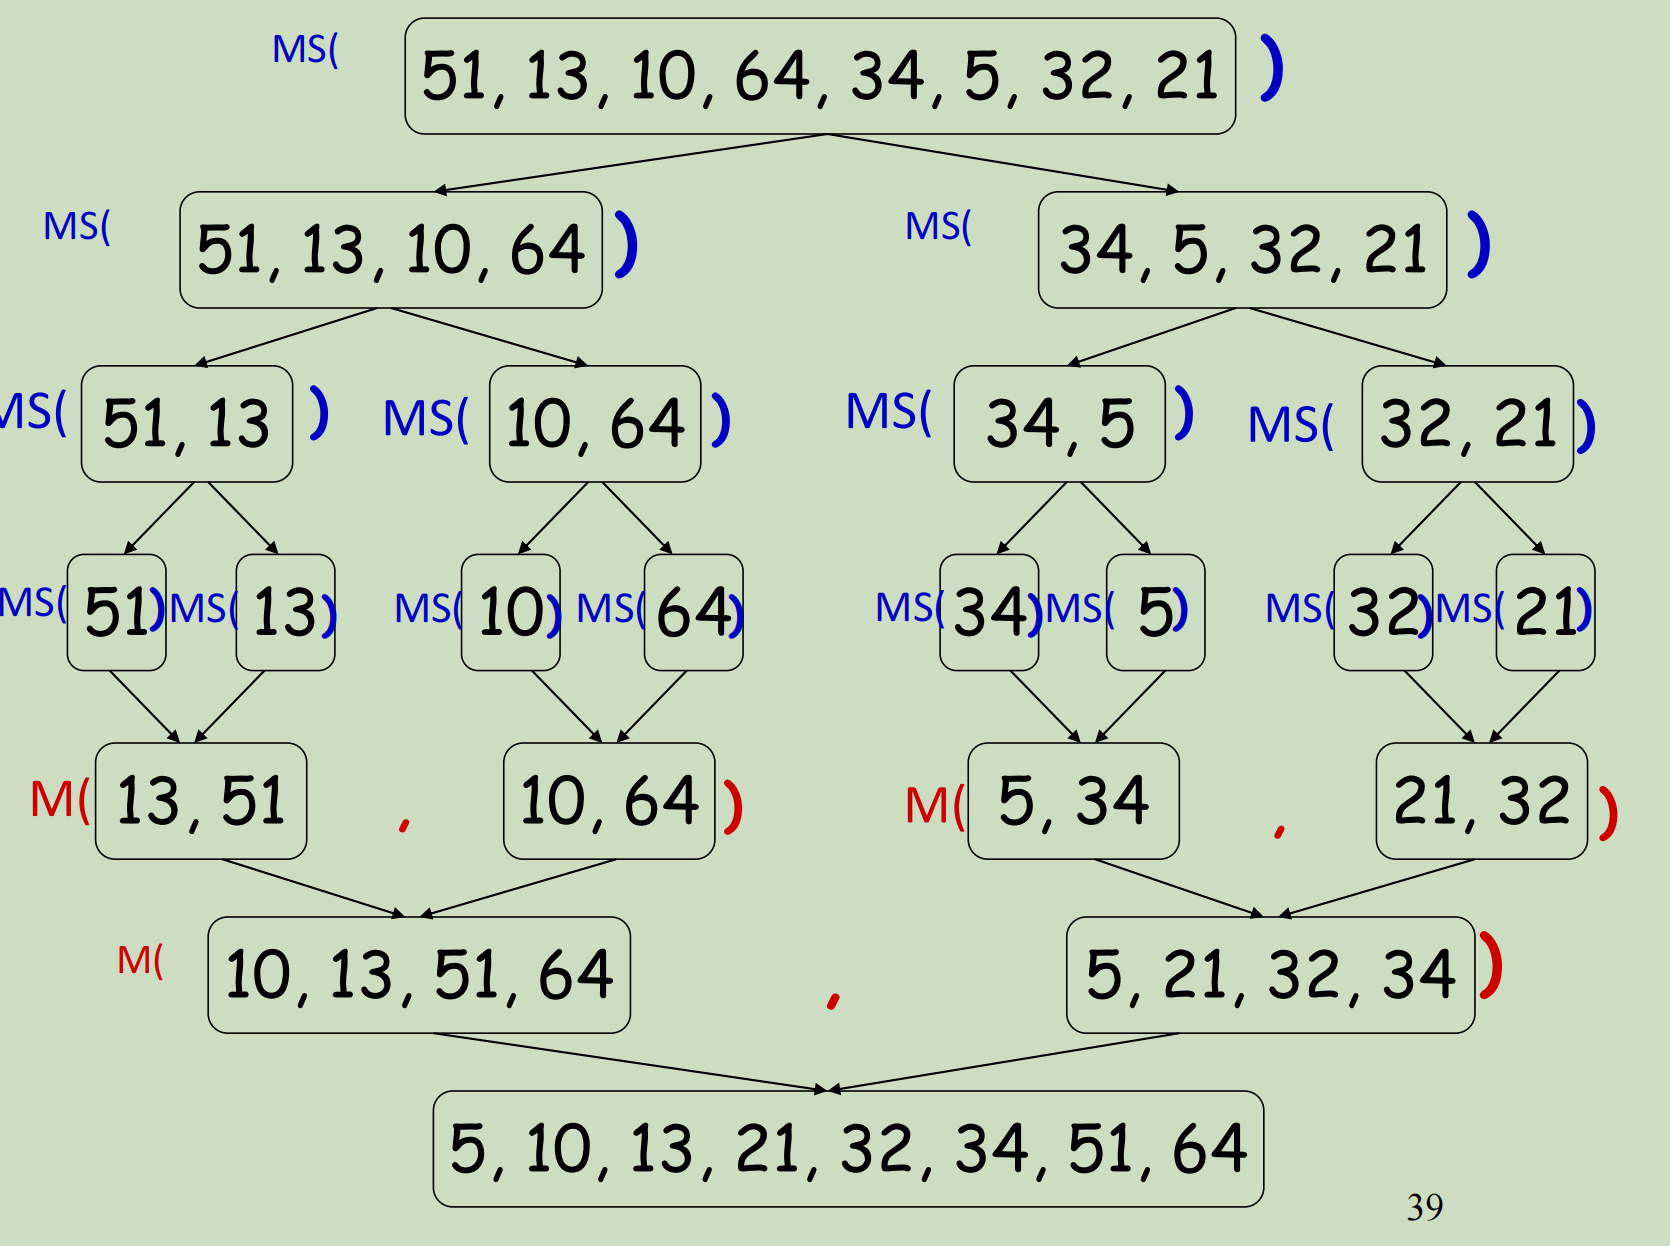 MS( 51, 13, 10, 64, 34, 5, 32, 21 )
MS( 51, 13, 10, 64 ) MS( 34, 5, 32, 21 )
MS( 51, 13 ) MS( 10, 64 ) MS( 34, 5 ) MS( 32, 21 )
MS( 51 ) MS( 13 ) MS( 10 ) MS( 64 ) MS( 34 ) MS( 5 ) MS( 32 ) MS( 21 )
M( 13, 51 , 10, 64 ) M( 5, 34 , 21, 32 )
M( 10, 13, 51, 64 , 5, 21, 32, 34 )
5, 10, 13, 21, 32, 34, 51, 64
39